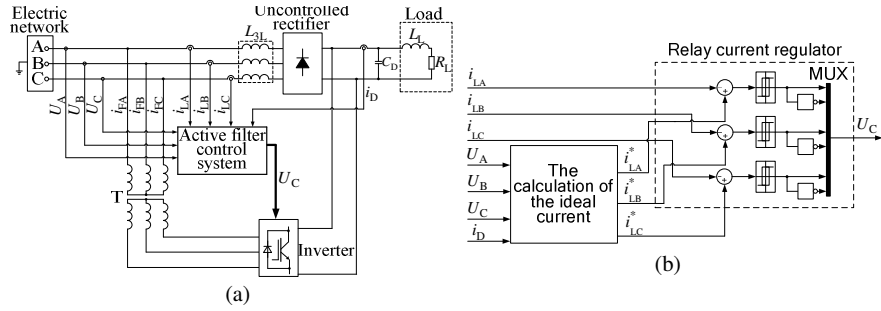 Electric
network
A
B
C
Uncontrolled
rectifier
Load
L3L
LL
CD
RL
UA
UB
UC
iFA
iFB
iFC
iLA
iLB
iLC
iD
Active filter
control
system
UC
T
Inverter
(a)
Relay current regulator
MUX
iLA
iLB
iLC
UA
UB
UC
iD
The
calculation of
the ideal
current
i*LA
i*LB
i*LC
UC
(b)